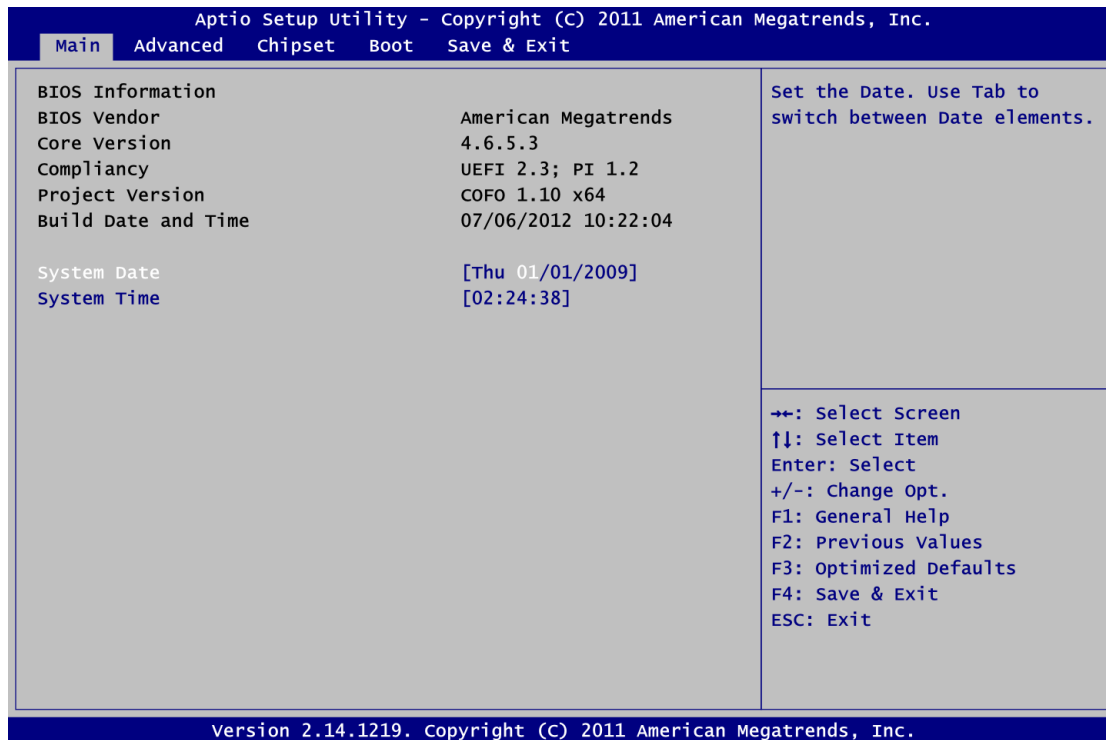 Aptio Setup Utility - Copyright (C) 2011 American Megatrends, Inc.
Main Advanced Chipset Boot Save & Exit
BIOS Information
BIOS Vendor American Megatrends
Core Version 4.6.5.3
Compliancy UEFI 2.3; PI 1.2
Project Version COFO 1.10 x64
Build Date and Time 07/06/2012 10:22:04
System Date [Thu 01/01/2009]
System Time [02:24:38]
Set the Date. Use Tab to
switch between Date elements.
→←: Select Screen
↑↓: Select Item
Enter: Select
+/-: Change Opt.
F1: General Help
F2: Previous Values
F3: Optimized Defaults
F4: Save & Exit
ESC: Exit
Version 2.14.1219. Copyright (C) 2011 American Megatrends, Inc.